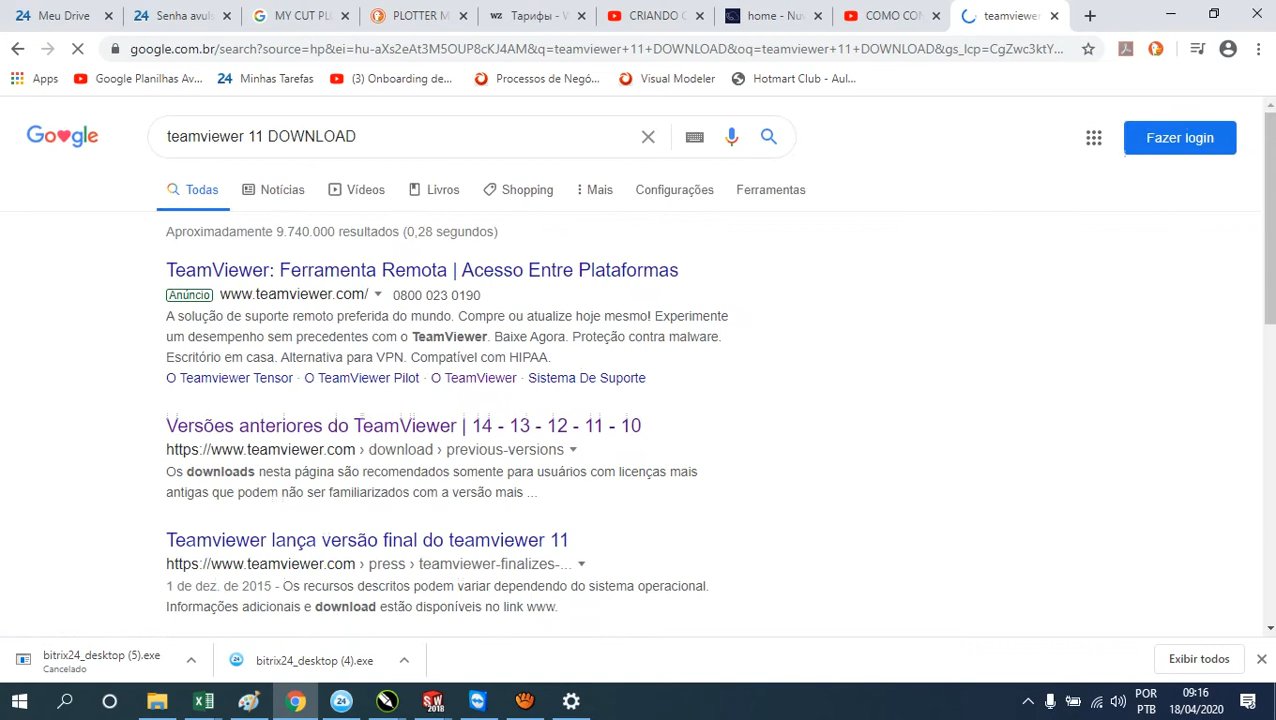 24 Meu Drive
24 Senha avul
MY CUT PL
PLOTTER M
wz Тарифы - W
CRIANDO C
home - Nuv
COMO CON
teamviewer
google.com.br/search?source=hp&ei=hu-aXs2eAt3M5OUP8cKJ4AM&q=teamviewer+11+DOWNLOAD&oq=teamviewer+11+DOWNLOAD&gs_lcp=CgZwc3ktY...
Apps
Google Planilhas Av...
24 Minhas Tarefas
(3) Onboarding de...
Processos de Negó...
Visual Modeler
Hotmart Club - Aul...
Google
teamviewer 11 DOWNLOAD
Fazer login
Todas
Notícias
Vídeos
Livros
Shopping
Mais
Configurações
Ferramentas
Aproximadamente 9.740.000 resultados (0,28 segundos)
TeamViewer: Ferramenta Remota | Acesso Entre Plataformas
Anúncio www.teamviewer.com/ 0800 023 0190
A solução de suporte remoto preferida do mundo. Compre ou atualize hoje mesmo! Experimente
um desempenho sem precedentes com o TeamViewer. Baixe Agora. Proteção contra malware.
Escritório em casa. Alternativa para VPN. Compatível com HIPAA.
O Teamviewer Tensor · O TeamViewer Pilot · O TeamViewer · Sistema De Suporte
Versões anteriores do TeamViewer | 14 - 13 - 12 - 11 - 10
https://www.teamviewer.com › download › previous-versions
Os downloads nesta página são recomendados somente para usuários com licenças mais
antigas que podem não ser familiarizados com a versão mais ...
Teamviewer lança versão final do teamviewer 11
https://www.teamviewer.com › press › teamviewer-finalizes-...
1 de dez. de 2015 - Os recursos descritos podem variar dependendo do sistema operacional.
Informações adicionais e download estão disponíveis no link www.
bitrix24_desktop (5).exe
Cancelado
bitrix24_desktop (4).exe
Exibir todos
24
SW
2018
POR
PTB
09:16
18/04/2020